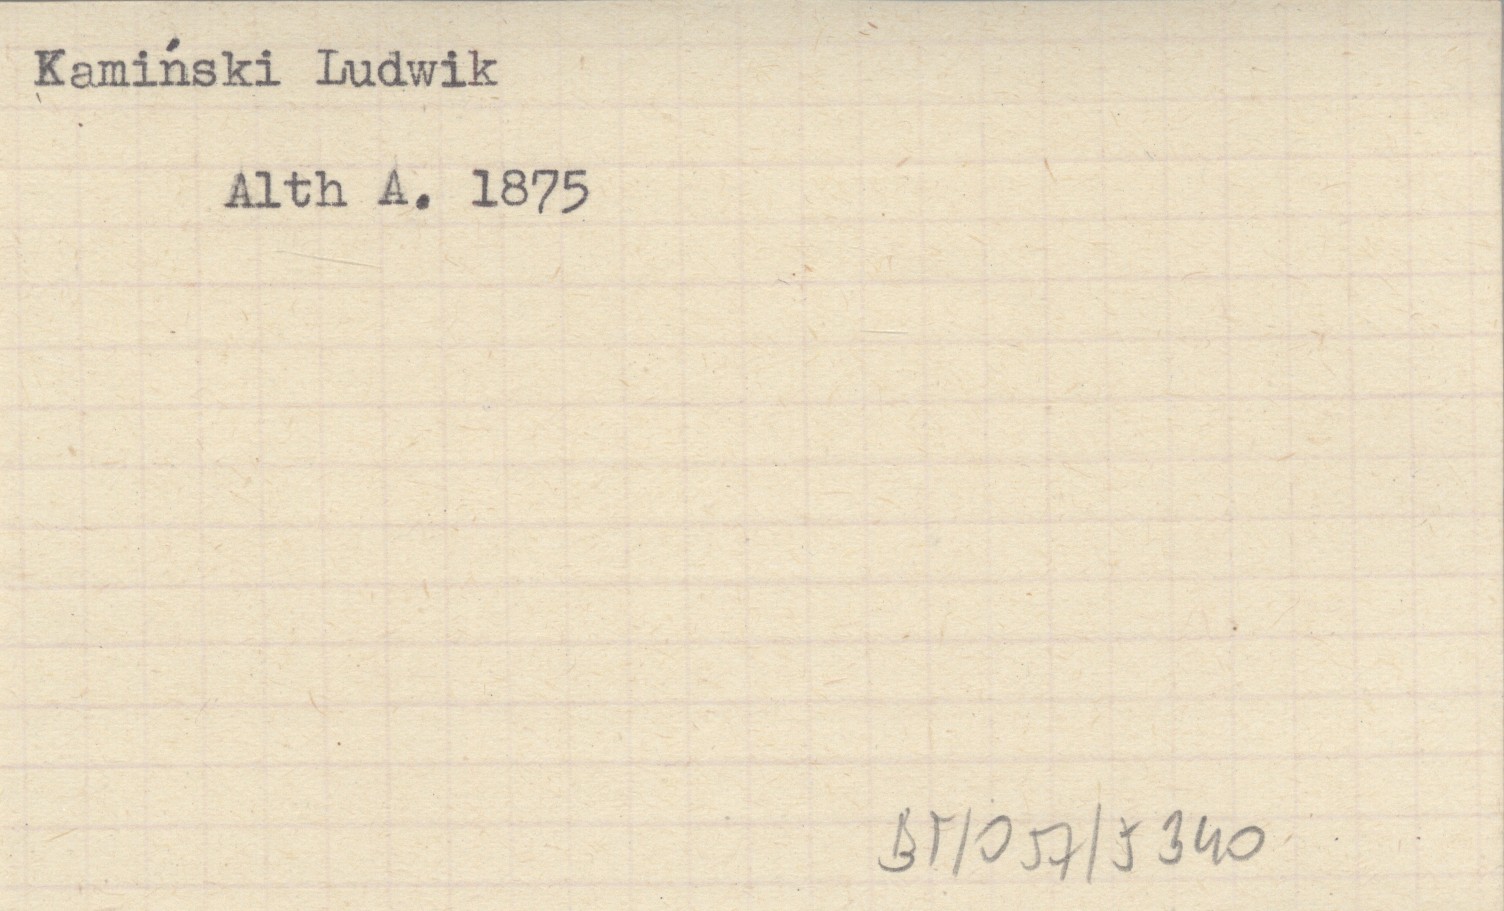 Kamiński Ludwik
Alth A. 1875
BT/057/5340